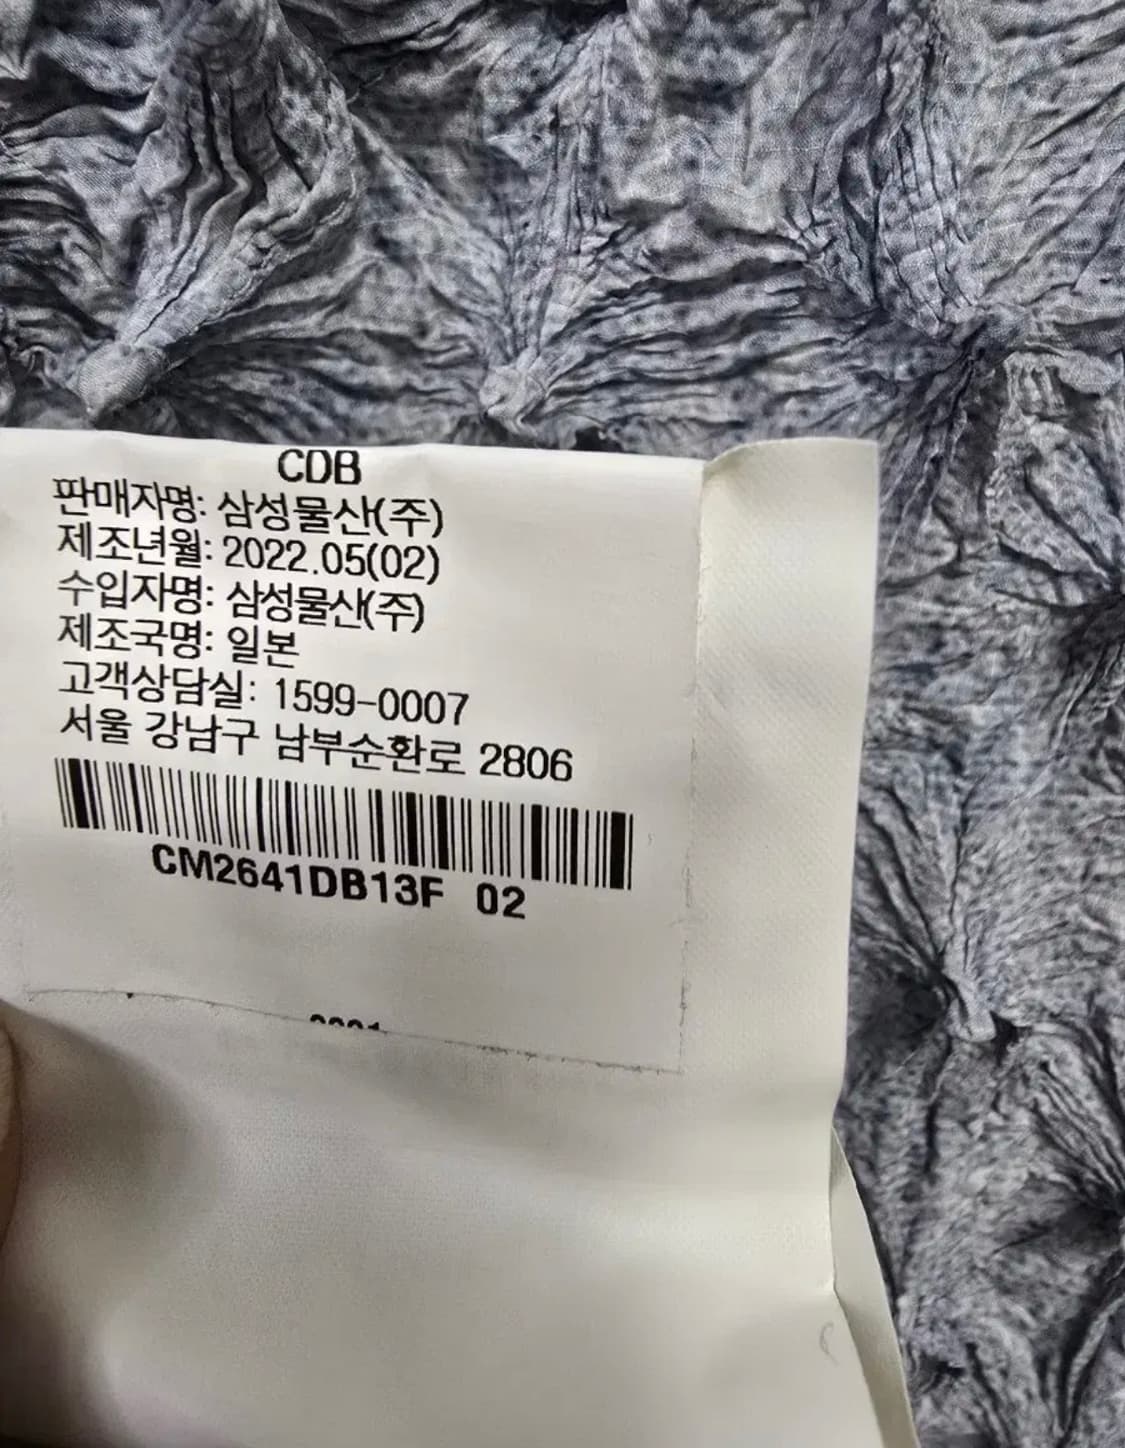 CDB
판매자명: 삼성물산(주)
제조년월: 2022.05(02)
수입자명: 삼성물산(주)
제조국명: 일본
고객상담실: 1599-0007
서울 강남구 남부순환로 2806
CM2641DB13F 02